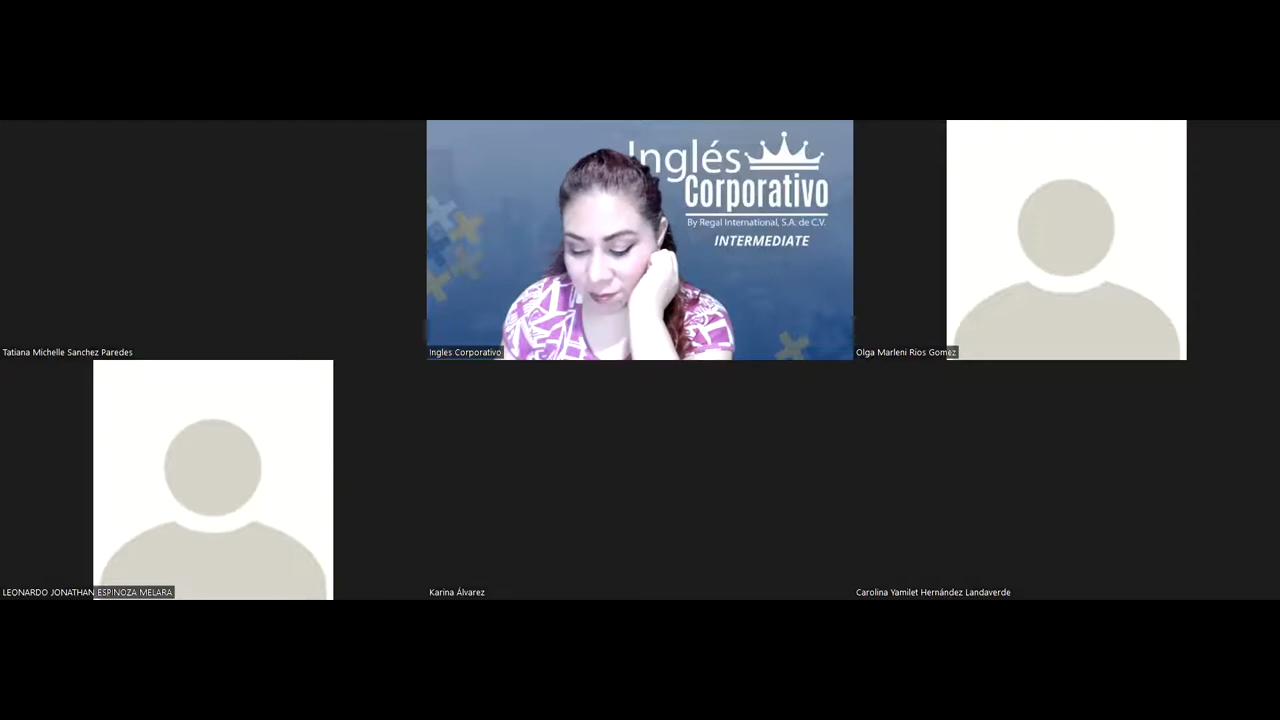 Inglés
Corporativo
By Regal International, S.A. de C.V.
INTERMEDIATE
Tatiana Michelle Sanchez Paredes
Ingles Corporativo
Olga Marleni Rios Gomez
LEONARDO JONATHAN ESPINOZA MELARA
Karina Álvarez
Carolina Yamilet Hernández Landaverde